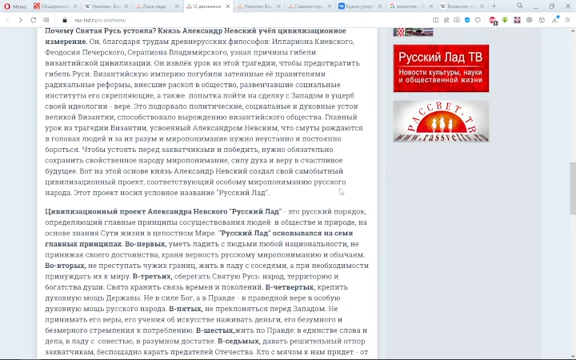 Меню
О движении
rus-lad.ru/o-dvizhenii/
Почему Святая Русь устояла? Князь Александр Невский учёл цивилизационное
измерение. Он, благодаря трудам древнерусских философов: Иллариона Киевского,
Феодосия Печерского, Серапиона Владимирского, узнал причины гибели
византийской цивилизации. Он извлёк урок из этой трагедии, чтобы предотвратить
гибель Руси. Византийскую империю погубили затеянные её правителями
радикальные реформы, внесшие раскол в общество, развенчавшие социальные
институты его скрепляющие, а также попытка пойти на сделку с Западом в ущерб
своей идеологии - вере. Это подорвало политические, социальные и духовные устои
великой Византии, способствовало вырождению византийского общества. Главный
урок из трагедии Византии, усвоенный Александром Невским, что смуты рождаются
в головах людей и за их разум и миропонимание нужно неустанно и постоянно
бороться. Чтобы устоять перед захватчиками и победить, нужно обязательно
сохранить свойственное народу миропонимание, силу духа и веру в счастливое
будущее. Вот на этой основе князь Александр Невский создал свой самобытный
цивилизационный проект, соответствующий особому миропониманию русского
народа. Этот проект носил условное название "Русский Лад".
Цивилизационный проект Александра Невского "Русский Лад" - это русский порядок,
определяющий главные принципы сосуществования людей в обществе и природе, на
основе знания Сути жизни в целостном Мире. "Русский Лад" основывался на семи
главных принципах. Во-первых, уметь ладить с людьми любой национальности, не
принижая своего достоинства, храня верность русскому миропониманию и обычаям.
Во-вторых, не преступать чужих границ, жить в ладу с соседями, а при необходимости
принуждать их к миру. В-третьих, сберегать Святую Русь: народ, территорию и
богатства души. Свято хранить связь времен и поколений. В-четвертых, крепить
духовную мощь Державы. Не в силе Бог, а в Правде - в праведной вере в особую
духовную мощь русского народа. В-пятых, не преклоняться перед Западом. Не
принимать его веры, его учения об искусстве наживать деньги, его безумного и
безмерного стремления к потреблению. В-шестых, жить по Правде: в единстве слова и
дела, в ладу с совестью, в разумном достатке. В-седьмых, давать решительный отпор
захватчикам, беспощадно карать предателей Отечества. Кто с мечом к нам придет - от
Русский Лад ТВ
Новости культуры, науки
и общественной жизни
РАССВЕТ-ТВ
www.rassvettv.ru